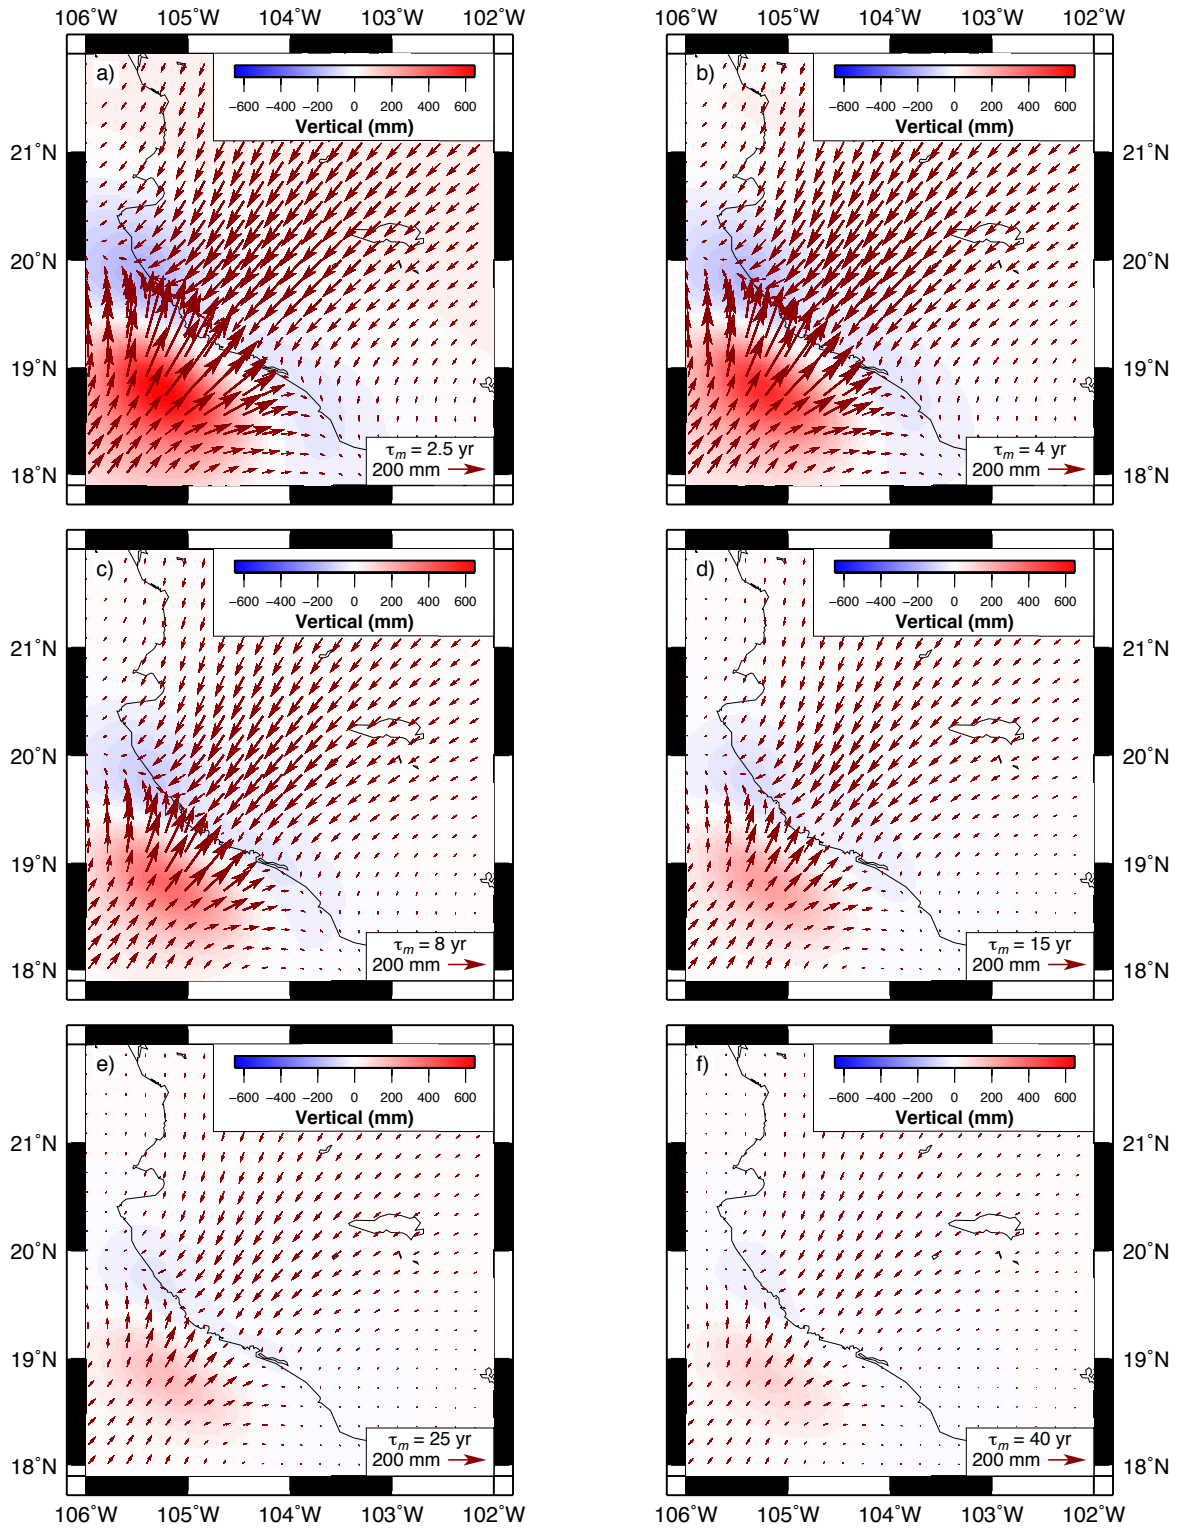 106˚W 105˚W 104˚W 103˚W 102˚W 106˚W 105˚W 104˚W 103˚W 102˚W
a) −600 −400 −200 0 200 400 600
Vertical (mm)
b) −600 −400 −200 0 200 400 600
Vertical (mm)
21˚N 21˚N
20˚N 20˚N
19˚N 19˚N
18˚N 18˚N
τm = 2.5 yr
200 mm
τm = 4 yr
200 mm
c) −600 −400 −200 0 200 400 600
Vertical (mm)
d) −600 −400 −200 0 200 400 600
Vertical (mm)
21˚N 21˚N
20˚N 20˚N
19˚N 19˚N
18˚N 18˚N
τm = 8 yr
200 mm
τm = 15 yr
200 mm
e) −600 −400 −200 0 200 400 600
Vertical (mm)
f) −600 −400 −200 0 200 400 600
Vertical (mm)
21˚N 21˚N
20˚N 20˚N
19˚N 19˚N
18˚N 18˚N
τm = 25 yr
200 mm
τm = 40 yr
200 mm
106˚W 105˚W 104˚W 103˚W 102˚W 106˚W 105˚W 104˚W 103˚W 102˚W